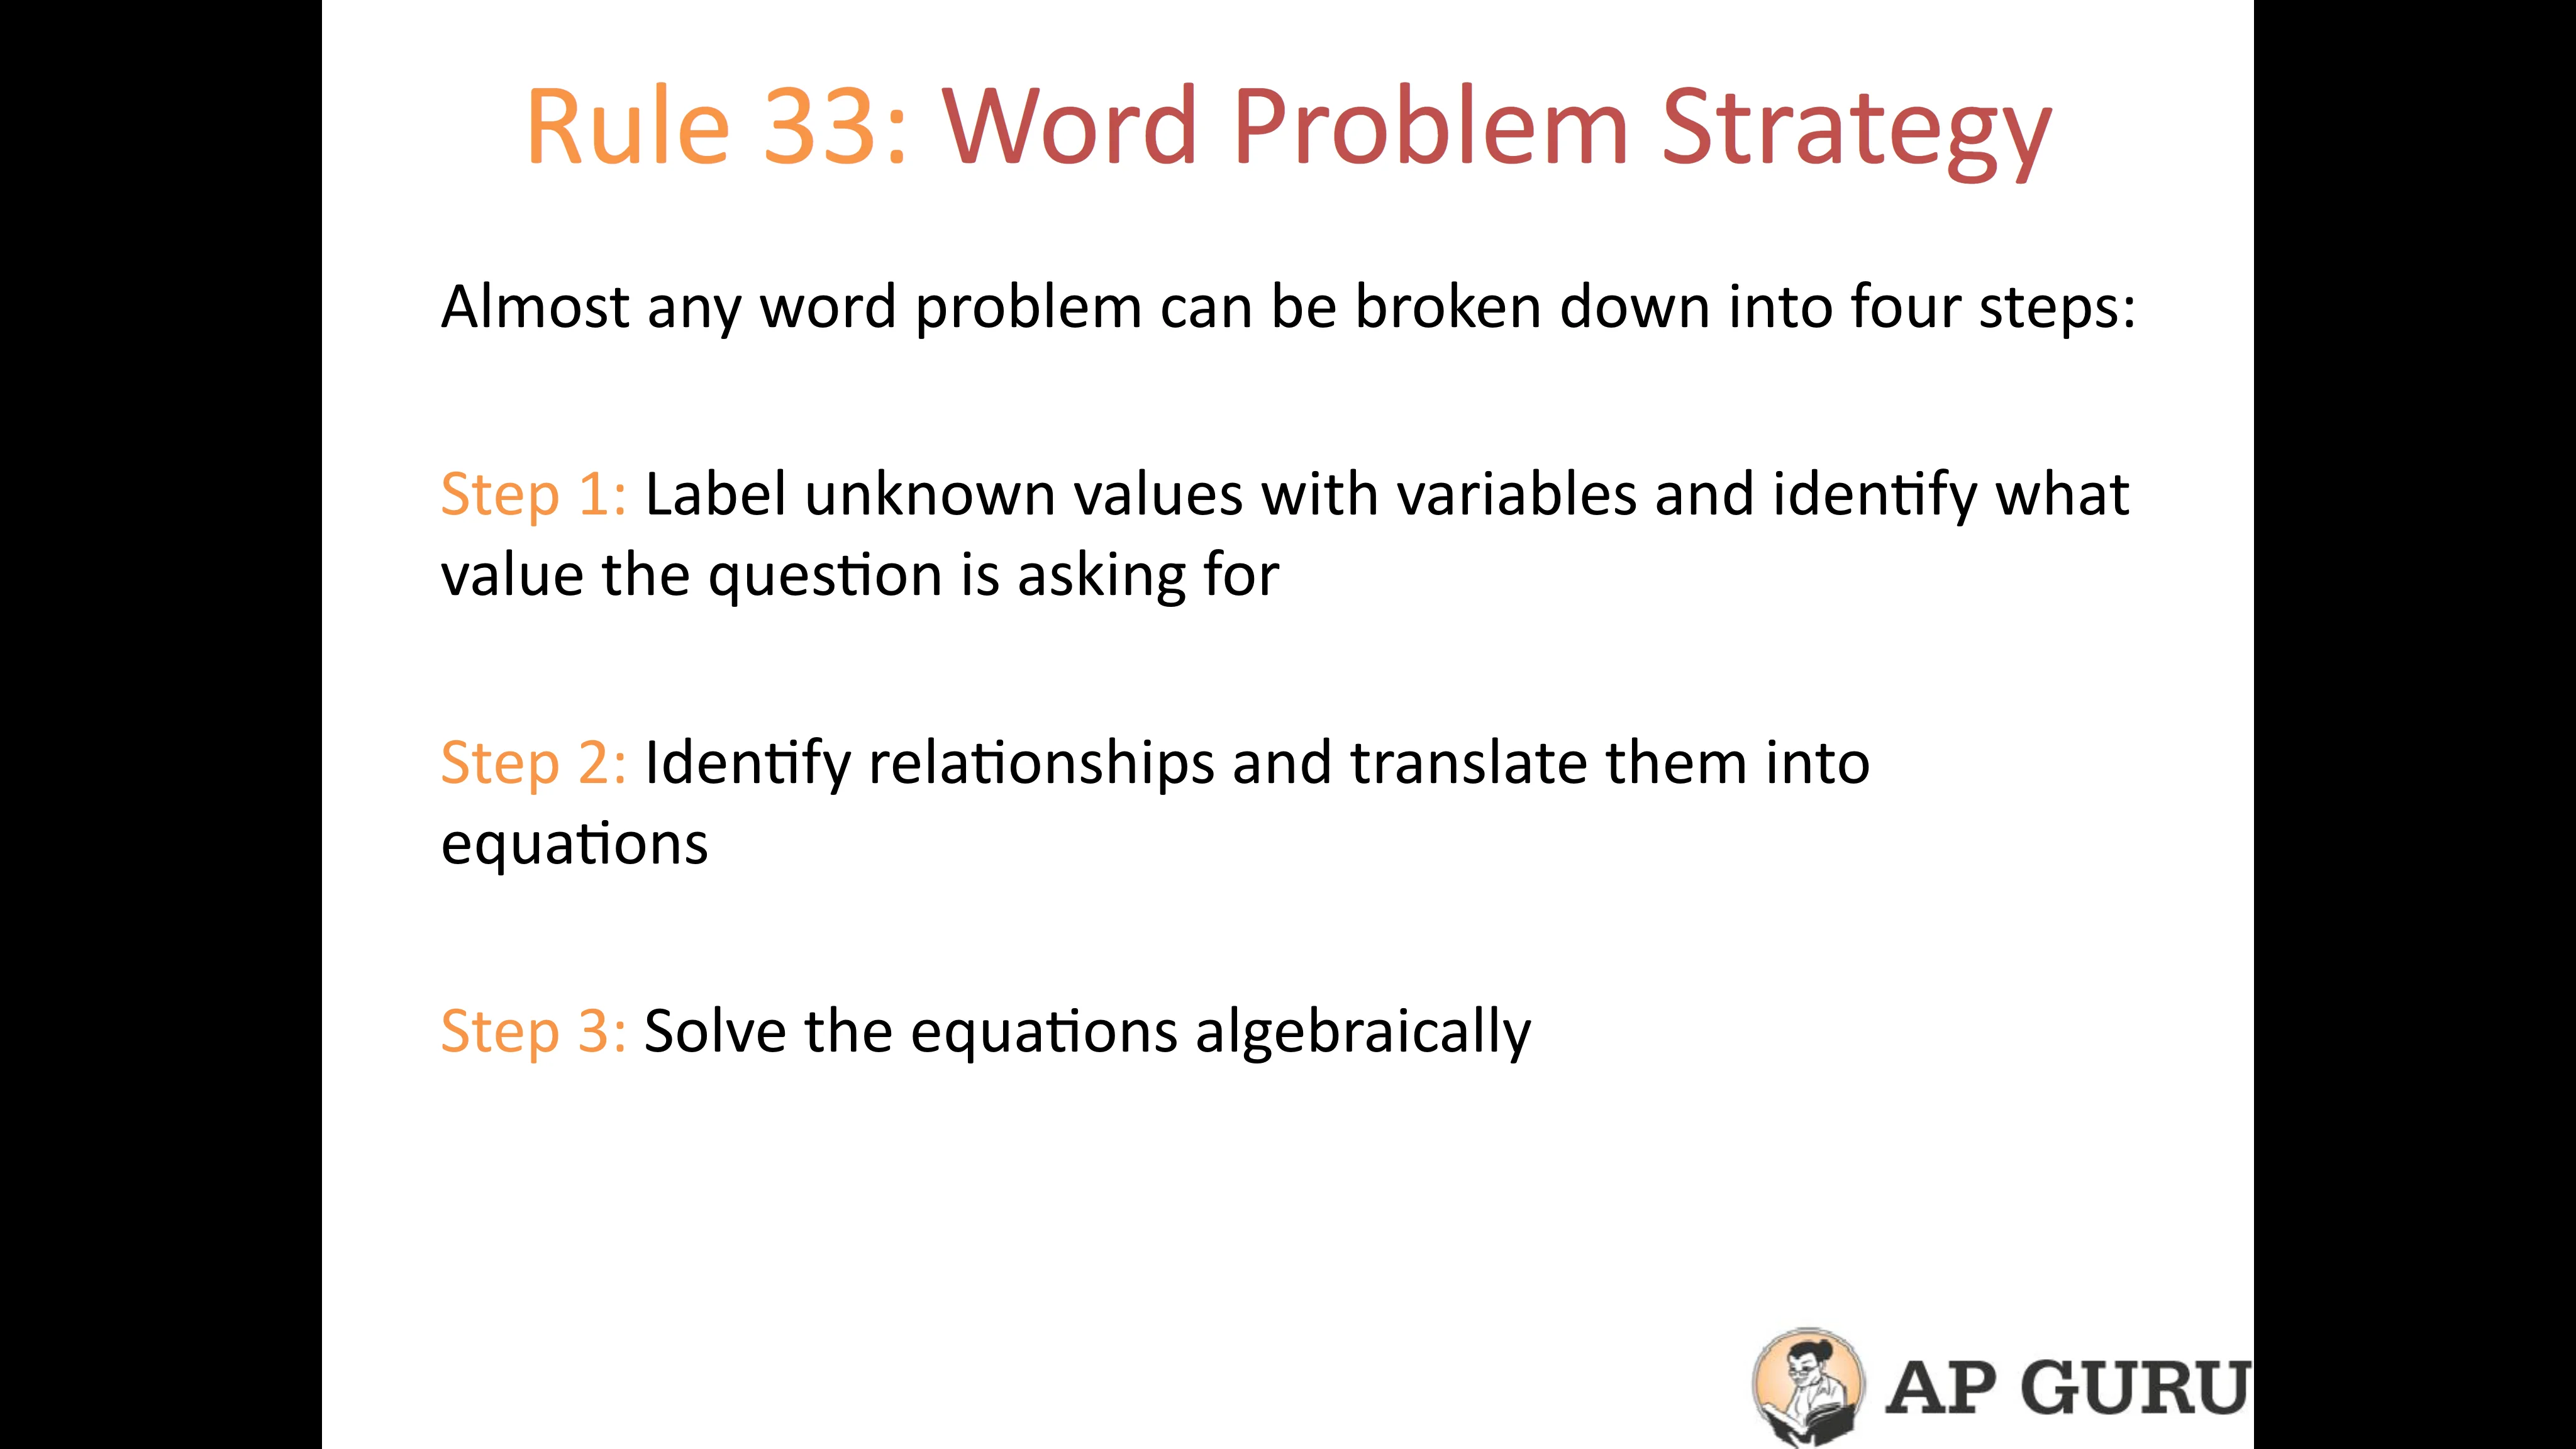 Rule 33: Word Problem Strategy
Almost any word problem can be broken down into four steps:
Step 1: Label unknown values with variables and identify what
value the question is asking for
Step 2: Identify relationships and translate them into
equations
Step 3: Solve the equations algebraically
AP GURU